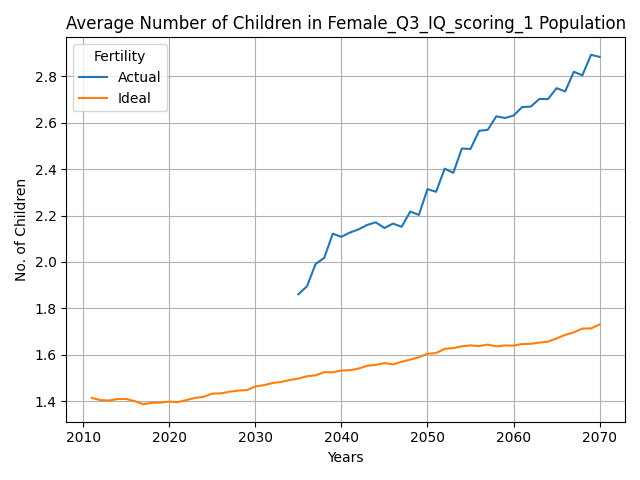 Average Number of Children in Female_Q3_IQ_scoring_1 Population
Fertility
Actual
Ideal
No. of Children
2.8
2.6
2.4
2.2
2.0
1.8
1.6
1.4
2010 2020 2030 2040 2050 2060 2070
Years